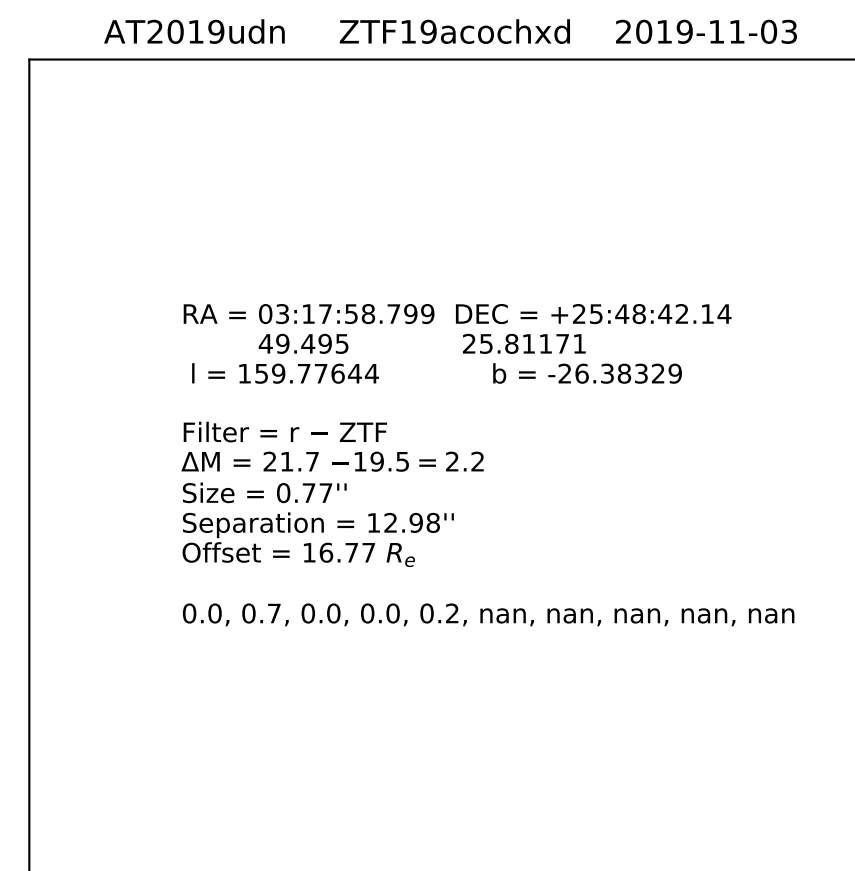 AT2019udn ZTF19acochxd 2019-11-03
RA = 03:17:58.799 DEC = +25:48:42.14
49.495 25.81171
l = 159.77644 b = -26.38329
Filter = r − ZTF
ΔM = 21.7 −19.5 = 2.2
Size = 0.77''
Separation = 12.98''
Offset = 16.77 Rₑ
0.0, 0.7, 0.0, 0.0, 0.2, nan, nan, nan, nan, nan